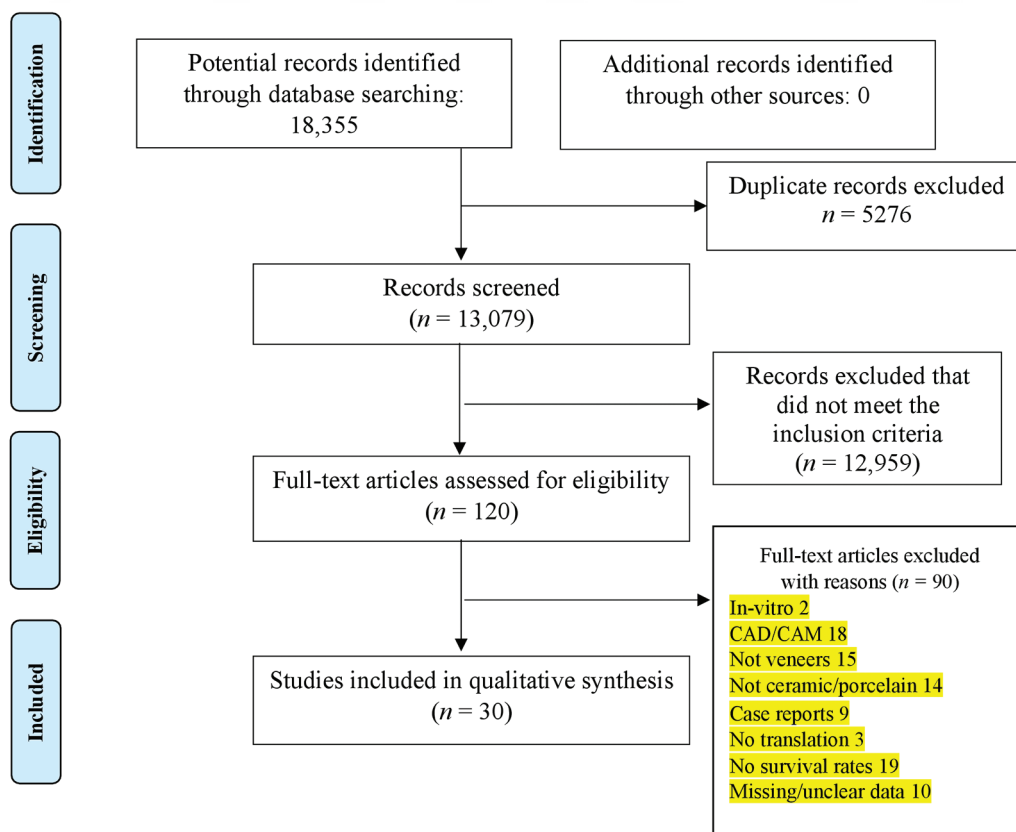 Identification
Potential records identified
through database searching:
18,355
Additional records identified
through other sources: 0
Duplicate records excluded
n = 5276
Screening
Records screened
(n = 13,079)
Records excluded that
did not meet the
inclusion criteria
(n = 12,959)
Eligibility
Full-text articles assessed for eligibility
(n = 120)
Full-text articles excluded
with reasons (n = 90)
In-vitro 2
CAD/CAM 18
Not veneers 15
Not ceramic/porcelain 14
Case reports 9
No translation 3
No survival rates 19
Missing/unclear data 10
Included
Studies included in qualitative synthesis
(n = 30)